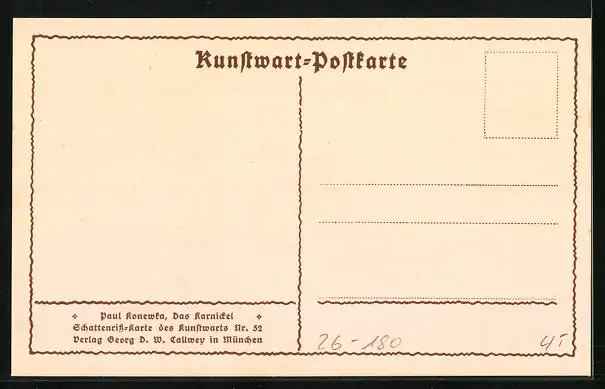 Kunstwart-Postkarte
Paul Konewka, Das Karnickel
Schattenriß-Karte des Kunstwarts Nr. 52
Verlag Georg D. W. Callwey in München
26-180